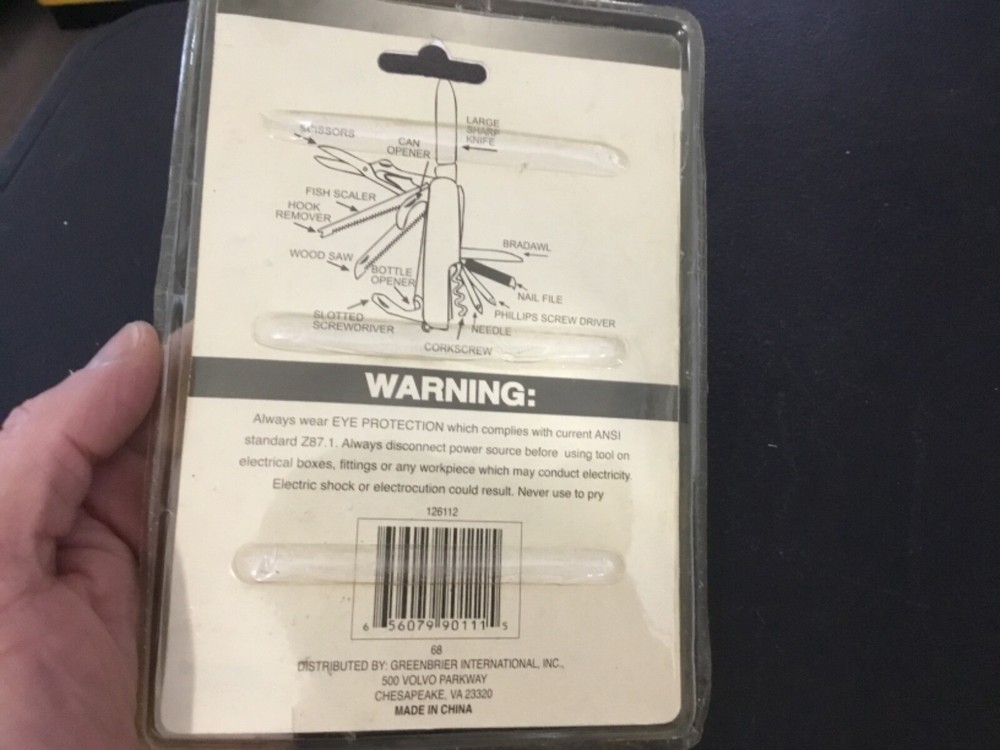 LARGE
SHARP
KNIFE
SCISSORS
CAN
OPENER
FISH SCALER
HOOK
REMOVER
WOOD SAW
BOTTLE
OPENER
BRADAWL
NAIL FILE
SLOTTED
SCREWDRIVER
PHILLIPS SCREW DRIVER
NEEDLE
CORKSCREW
WARNING:
Always wear EYE PROTECTION which complies with current ANSI
standard Z87.1. Always disconnect power source before using tool on
electrical boxes, fittings or any workpiece which may conduct electricity.
Electric shock or electrocution could result. Never use to pry
126112
6 56079 90111 5
68
DISTRIBUTED BY: GREENBRIER INTERNATIONAL, INC.,
500 VOLVO PARKWAY
CHESAPEAKE, VA 23320
MADE IN CHINA